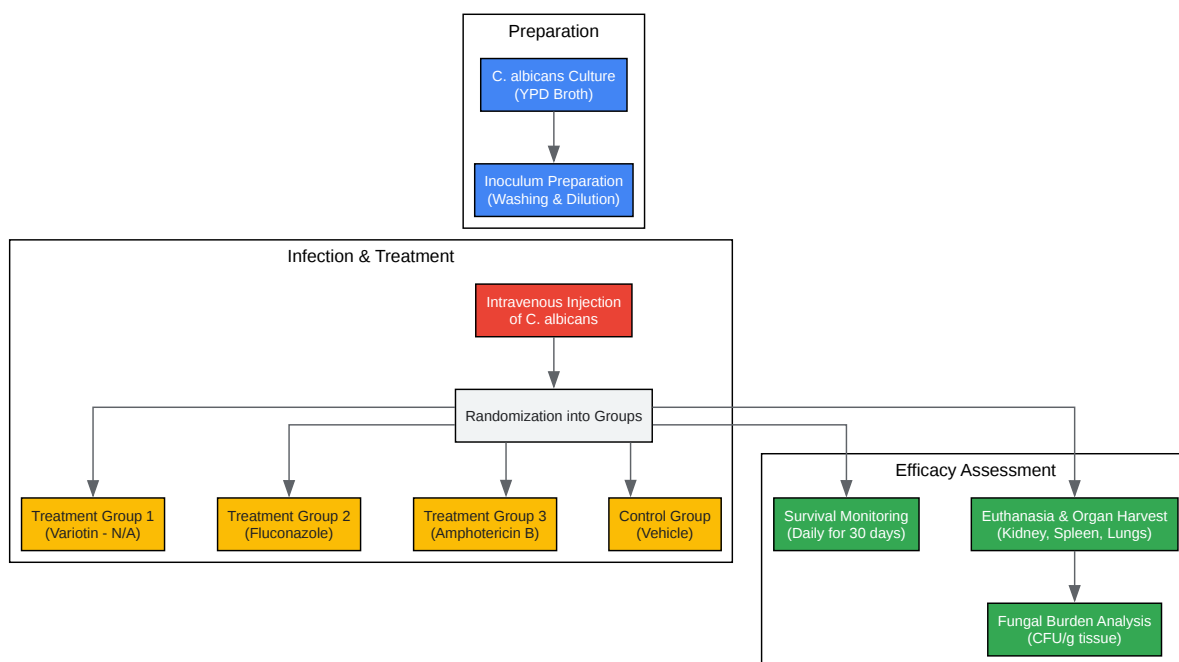 Preparation
C. albicans Culture
(YPD Broth)
Inoculum Preparation
(Washing & Dilution)
Infection & Treatment
Intravenous Injection
of C. albicans
Randomization into Groups
Treatment Group 1
(Variotin - N/A)
Treatment Group 2
(Fluconazole)
Treatment Group 3
(Amphotericin B)
Control Group
(Vehicle)
Efficacy Assessment
Survival Monitoring
(Daily for 30 days)
Euthanasia & Organ Harvest
(Kidney, Spleen, Lungs)
Fungal Burden Analysis
(CFU/g tissue)